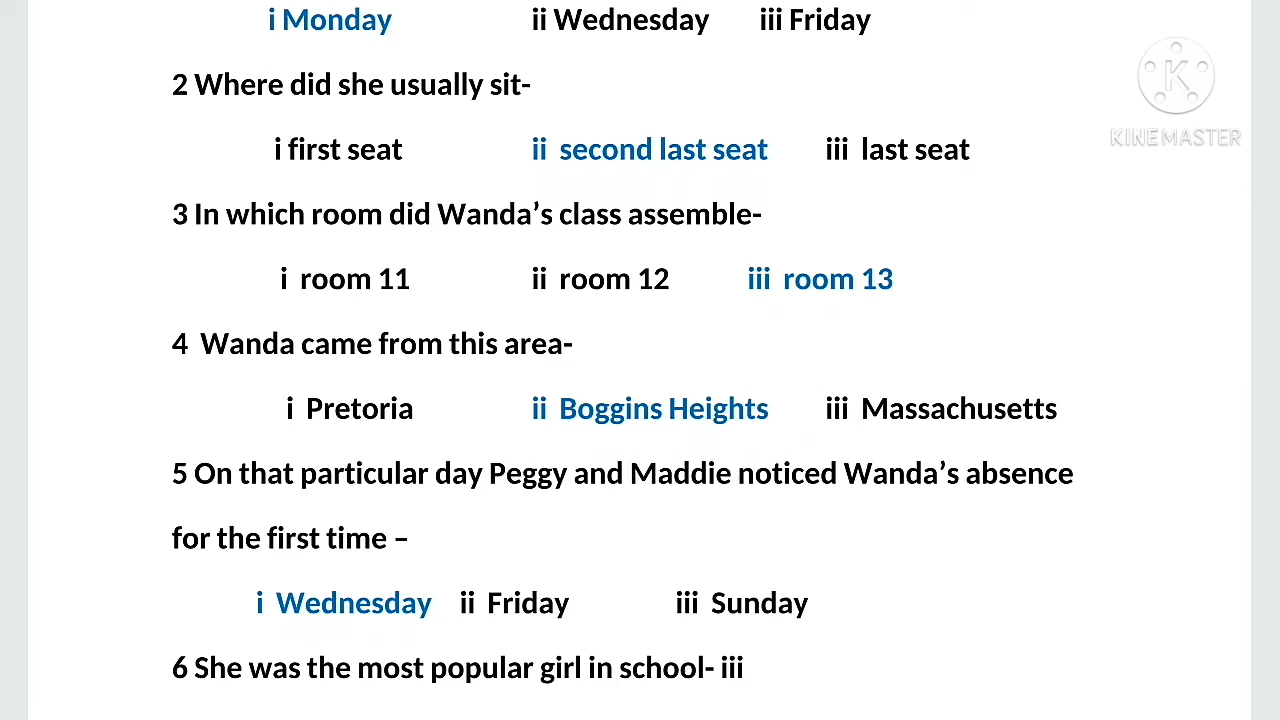 i Monday ii Wednesday iii Friday
2 Where did she usually sit-
i first seat ii second last seat iii last seat
3 In which room did Wanda’s class assemble-
i room 11 ii room 12 iii room 13
4 Wanda came from this area-
i Pretoria ii Boggins Heights iii Massachusetts
5 On that particular day Peggy and Maddie noticed Wanda’s absence
for the first time –
i Wednesday ii Friday iii Sunday
6 She was the most popular girl in school- iii
K
KINEMASTER